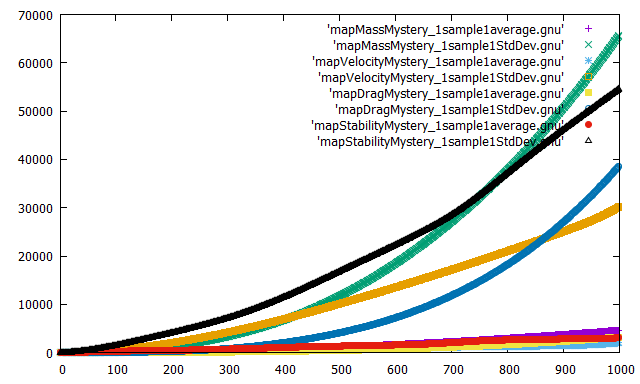 70000
60000
50000
40000
30000
20000
10000
0
'mapMassMystery_1sample1average.gnu'
'mapMassMystery_1sample1StdDev.gnu'
'mapVelocityMystery_1sample1average.gnu'
'mapVelocityMystery_1sample1StdDev.gnu'
'mapDragMystery_1sample1average.gnu'
'mapDragMystery_1sample1StdDev.gnu'
'mapStabilityMystery_1sample1average.gnu'
'mapStabilityMystery_1sample1StdDev.gnu'
0 100 200 300 400 500 600 700 800 900 1000